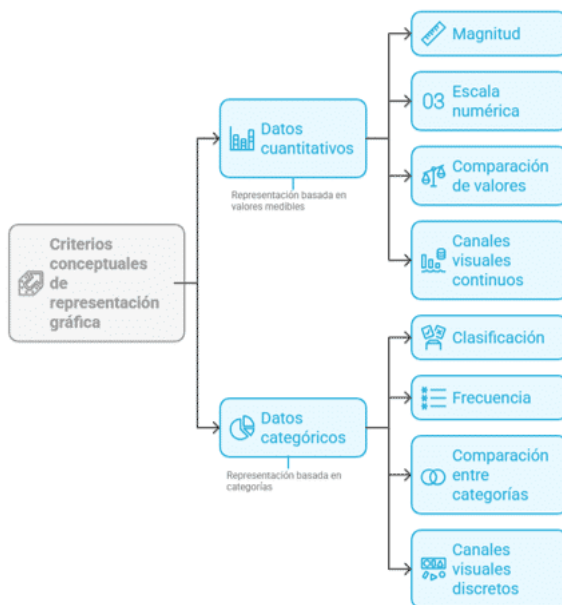 Criterios
conceptuales
de
representación
gráfica
Datos
cuantitativos
Representación basada en
valores medibles
Magnitud
03
Escala
numérica
Comparación
de valores
Canales
visuales
continuos
Datos
categóricos
Representación basada en
categorías
Clasificación
Frecuencia
Comparación
entre
categorías
Canales
visuales
discretos